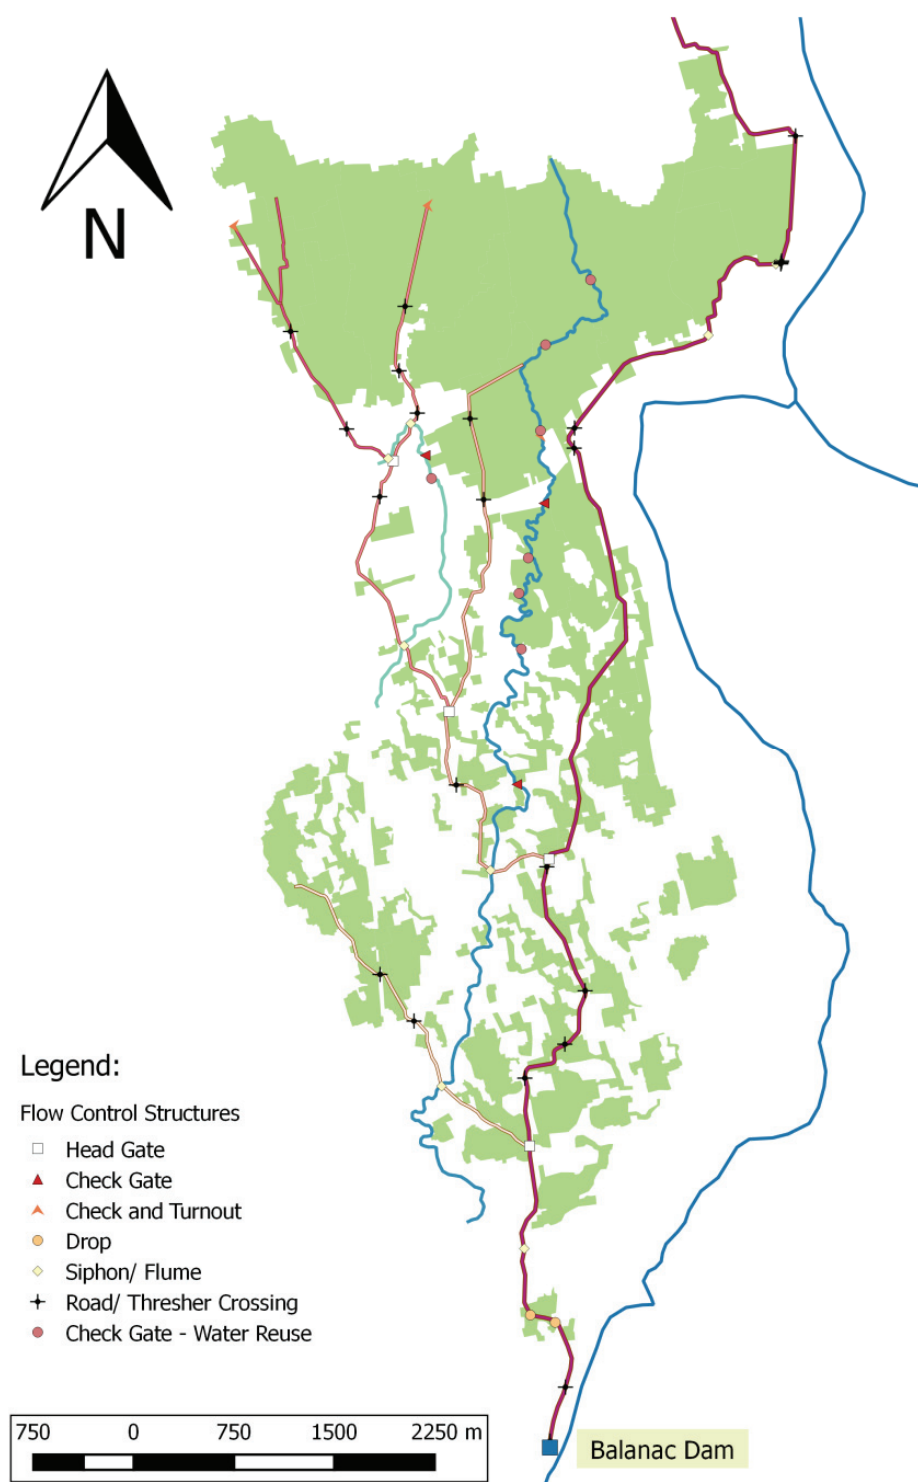 N
Legend:
Flow Control Structures
Head Gate
Check Gate
Check and Turnout
Drop
Siphon/ Flume
Road/ Thresher Crossing
Check Gate - Water Reuse
750 0 750 1500 2250 m
Balanac Dam